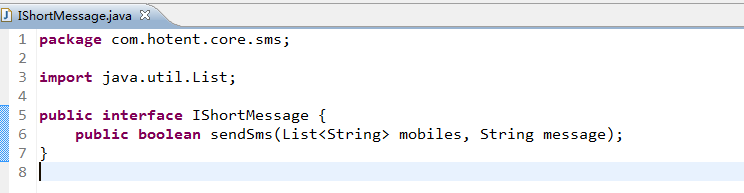 IShortMessage.java
1 package com.hotent.core.sms;
2
3 import java.util.List;
4
5 public interface IShortMessage {
6     public boolean sendSms(List<String> mobiles, String message);
7 }
8